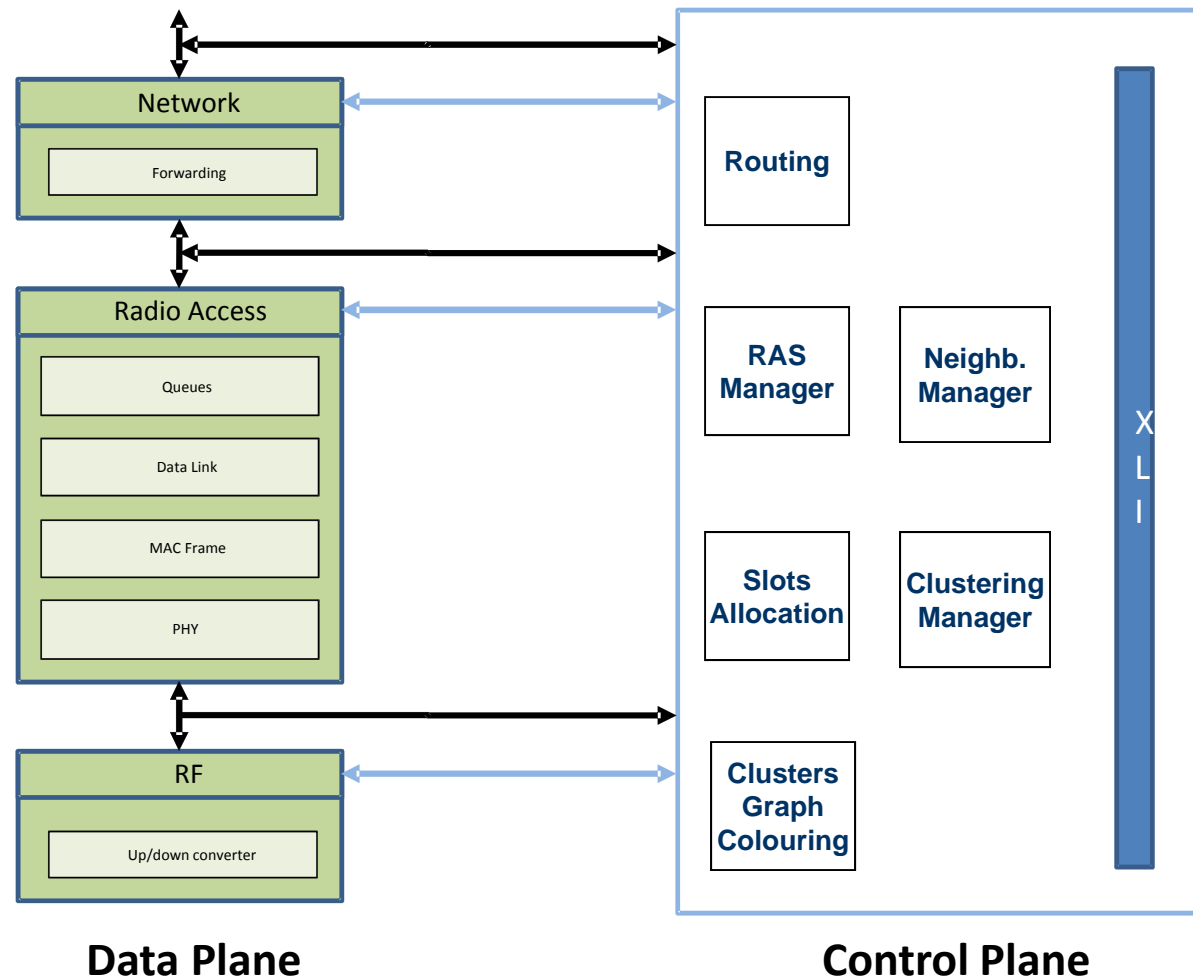 Network
Forwarding
Radio Access
Queues
Data Link
MAC Frame
PHY
RF
Up/down converter
Data Plane
Routing
RAS
Manager
Neighb.
Manager
Slots
Allocation
Clustering
Manager
Clusters
Graph
Colouring
X
L
I
Control Plane